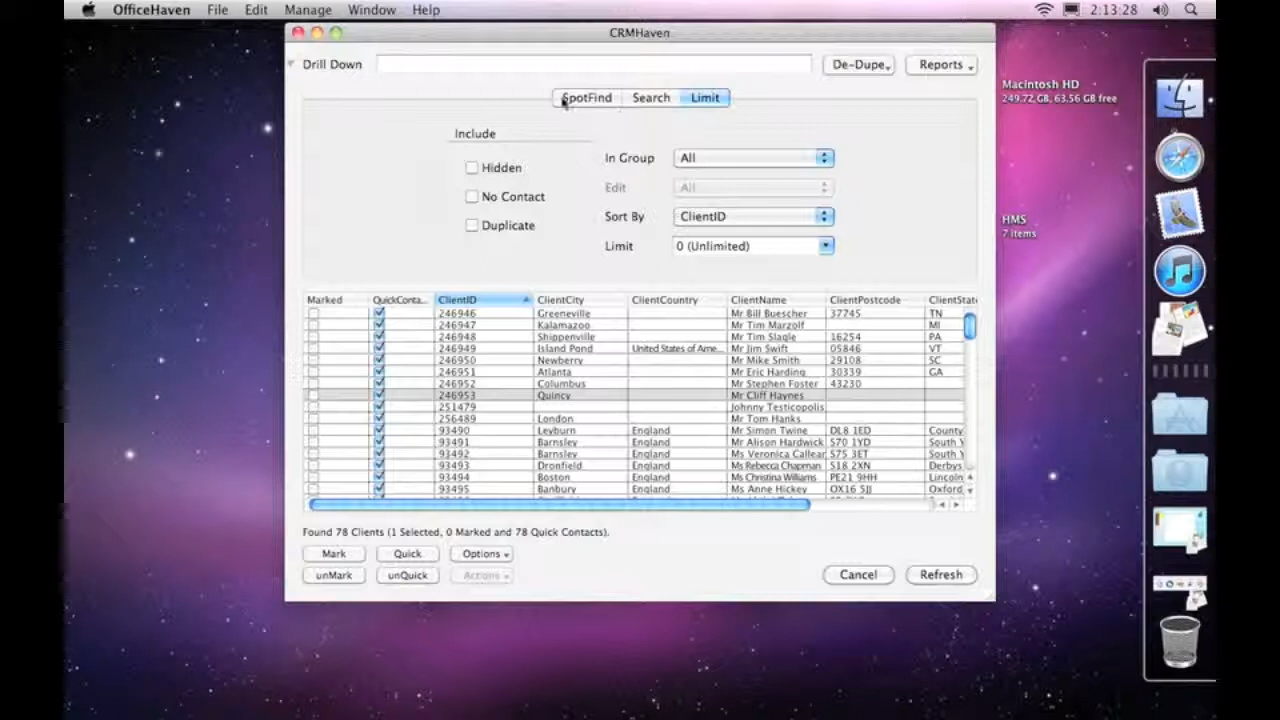 OfficeHaven File Edit Manage Window Help 2:13:28
CRMHaven
Drill Down De-Dupe Reports
Macintosh HD
249.72 GB, 63.56 GB free
SpotFind Search Limit
Include
Hidden
No Contact
Duplicate
In Group All
Edit All
Sort By ClientID
Limit 0 (Unlimited)
HMS
7 items
Marked QuickConta... ClientID ClientCity ClientCountry ClientName ClientPostcode ClientStat
246946 Greeneville Mr Bill Buescher 37745 TN
246947 Kalamazoo Mr Tim Marzolf MI
246948 Shippenville Mr Tim Slagle 16254 PA
246949 Island Pond United States of Ame... Mr Jim Swift 05846 VT
246950 Newberry Mr Mike Smith 29108 SC
246951 Atlanta Mr Eric Harding 30339 GA
246952 Columbus Mr Stephen Foster 43230
246953 Quincy Mr Cliff Haynes
251479 Johnny Testicopolis
256489 London Mr Tom Hanks
93490 Leyburn England Mr Simon Twine DL8 1ED County
93491 Barnsley England Mr Alison Hardwick S70 1YD South Y
93492 Barnsley England Ms Veronica Callear S75 3ET South Y
93493 Dronfield England Ms Rebecca Chapman S18 2XN Derbys
93494 Boston England Ms Christina Williams PE21 9HH Lincoln
93495 Banbury England Ms Anne Hickey OX16 5JJ Oxford
Found 78 Clients (1 Selected, 0 Marked and 78 Quick Contacts).
Mark Quick Options
unMark unQuick Actions Cancel Refresh